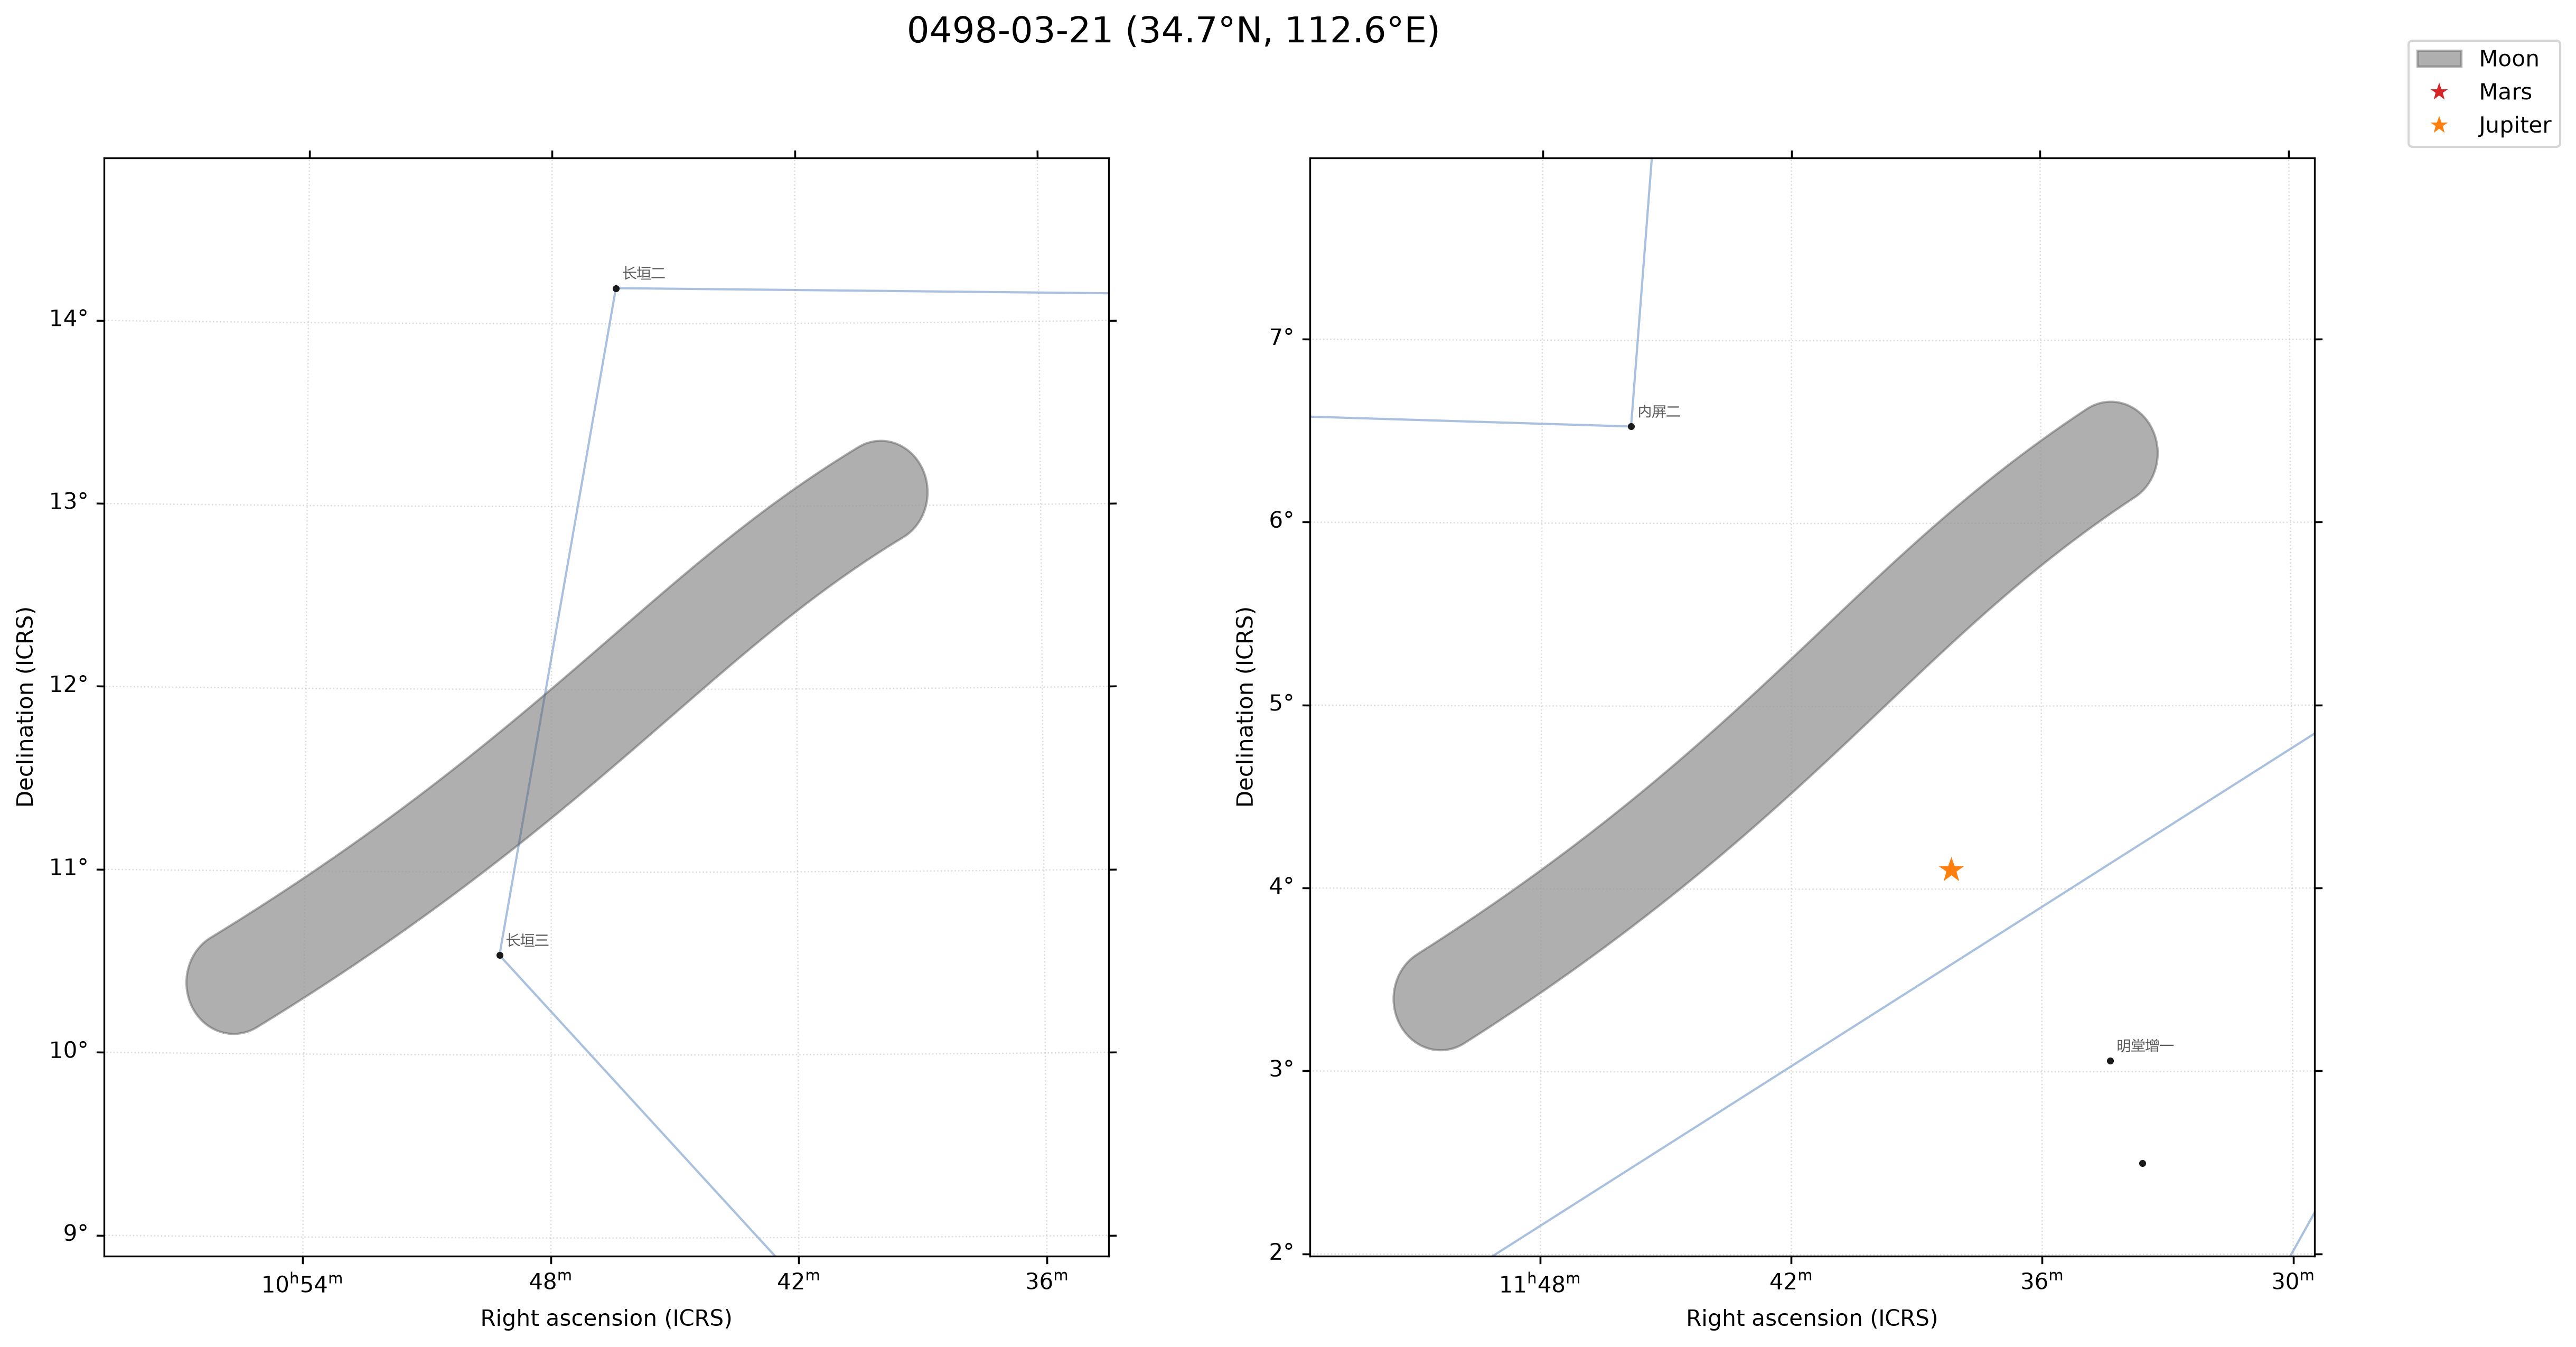 0498-03-21 (34.7°N, 112.6°E)
Moon
Mars
Jupiter
长垣二
长垣三
14°
13°
12°
11°
10°
9°
Declination (ICRS)
10h54m
48m
42m
36m
Right ascension (ICRS)
内屏二
明堂增一
7°
6°
5°
4°
3°
2°
Declination (ICRS)
11h48m
42m
36m
30m
Right ascension (ICRS)